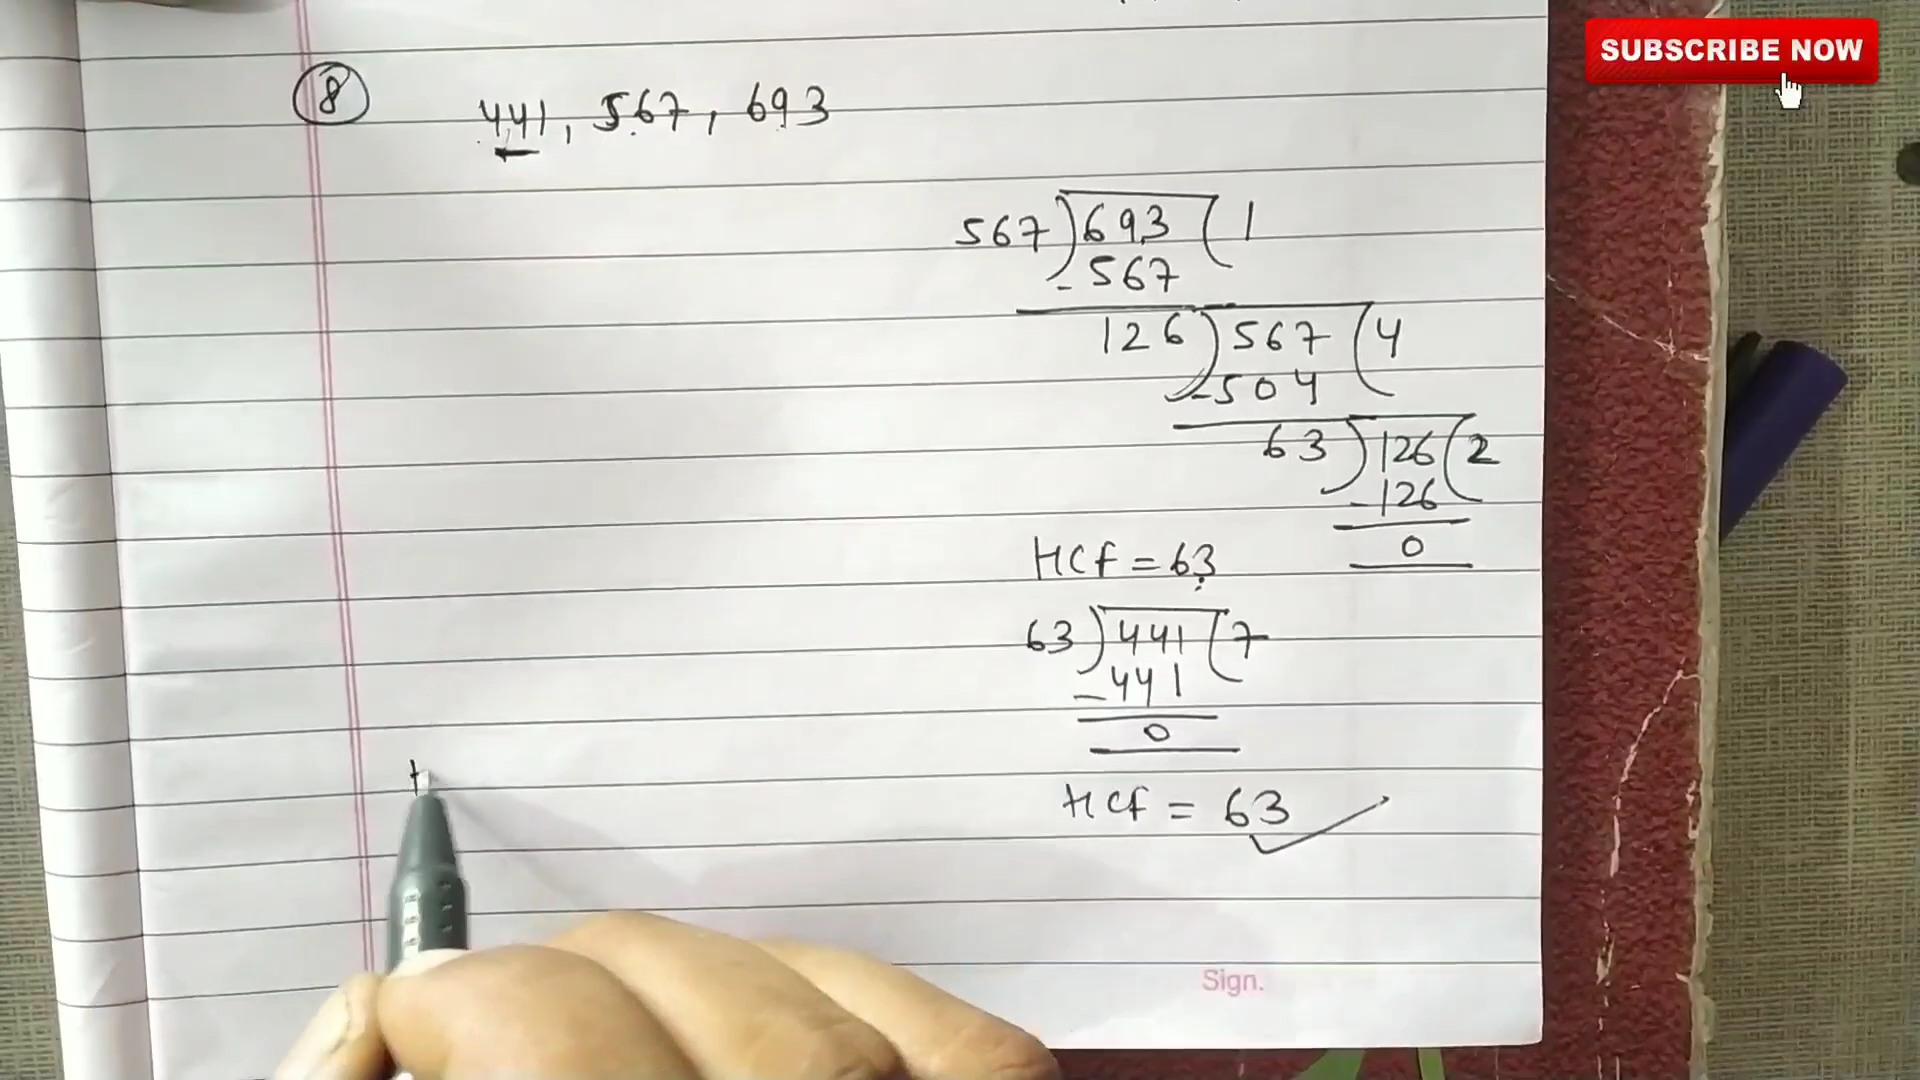 SUBSCRIBE NOW
8 441, 567, 693
567 ) 693 ( 1
- 567
126 ) 567 ( 4
- 504
63 ) 126 ( 2
- 126
0
HCF = 63
63 ) 441 ( 7
- 441
0
HCF = 63
Sign.